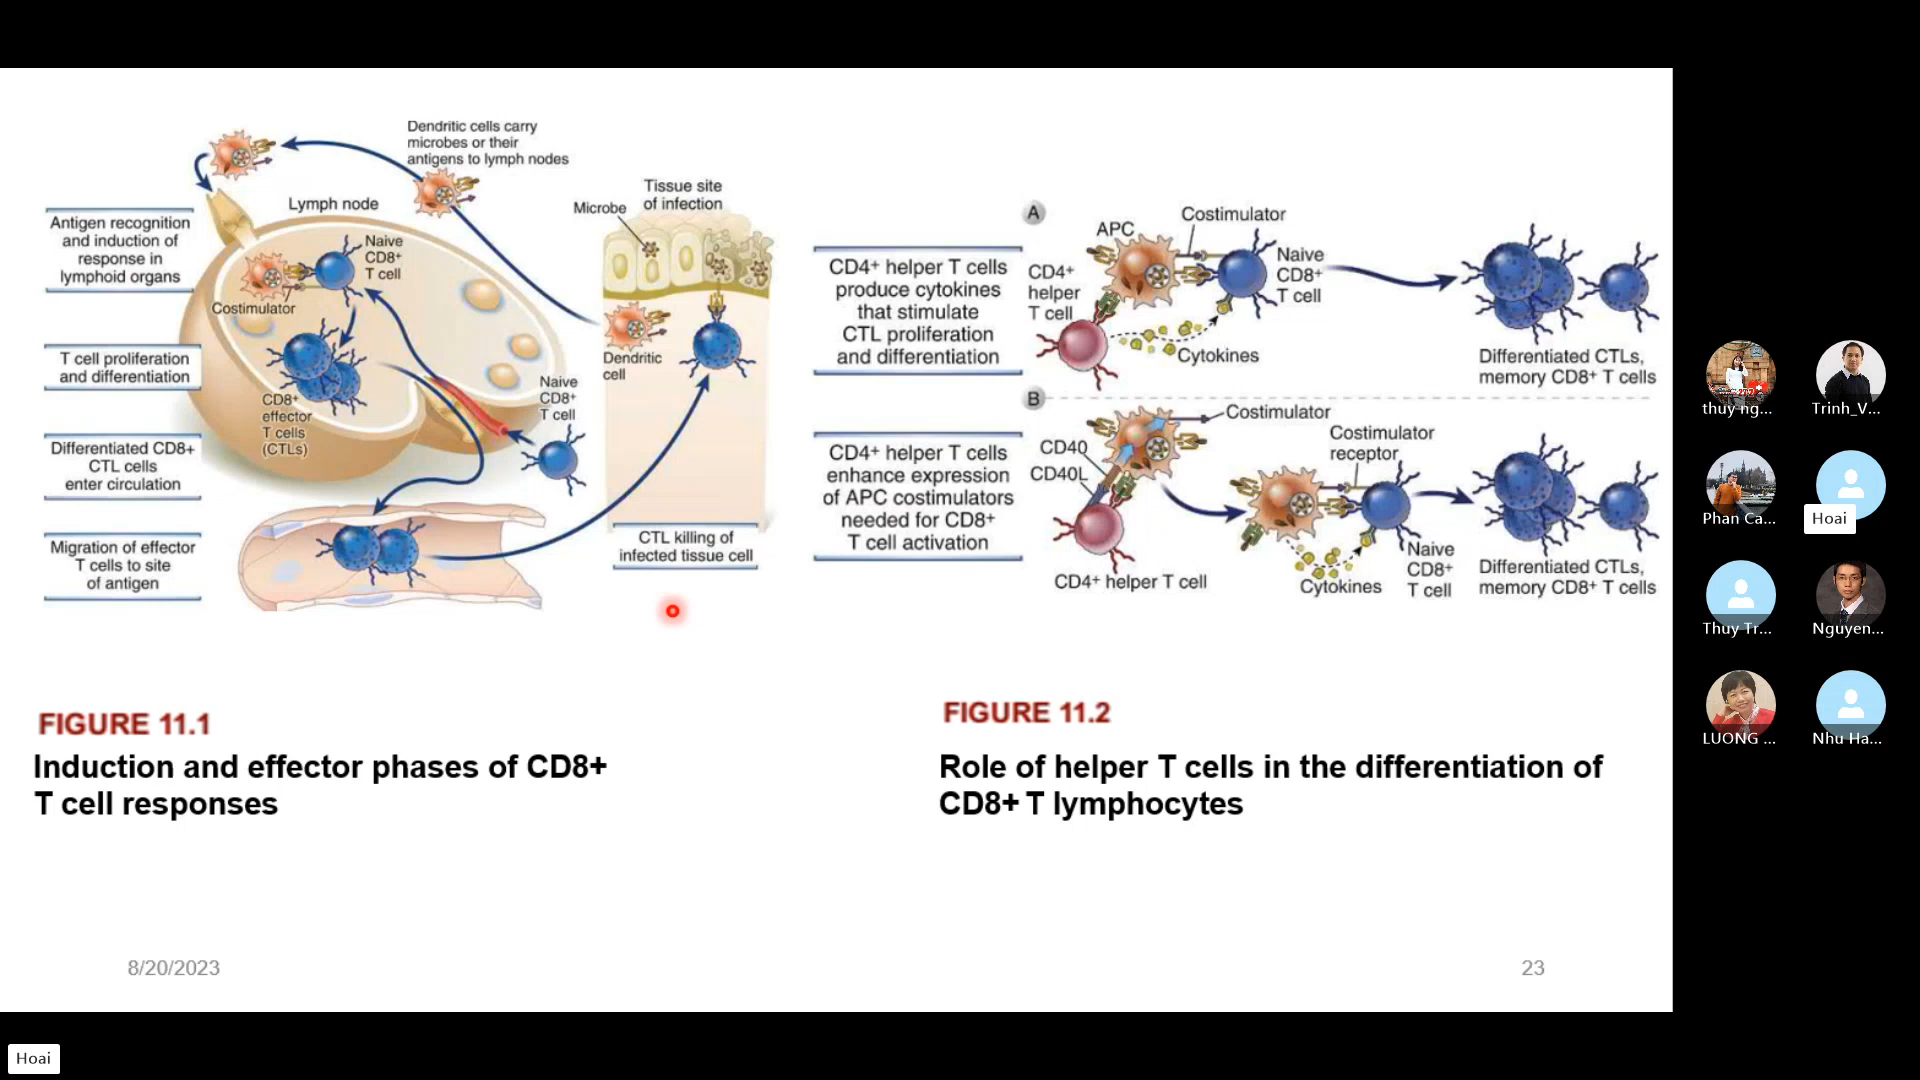 Dendritic cells carry
microbes or their
antigens to lymph nodes
Tissue site
of infection
Microbe
Lymph node
Antigen recognition
and induction of
response in
lymphoid organs
Naive
CD8+
T cell
Costimulator
T cell proliferation
and differentiation
Dendritic
cell
CD8+
effector
T cells
(CTLs)
Naive
CD8+
T cell
Differentiated CD8+
CTL cells
enter circulation
Migration of effector
T cells to site
of antigen
CTL killing of
infected tissue cell
FIGURE 11.1
Induction and effector phases of CD8+
T cell responses
A
CD4+ helper T cells
produce cytokines
that stimulate
CTL proliferation
and differentiation
APC
Costimulator
CD4+
helper
T cell
Naive
CD8+
T cell
Cytokines
Differentiated CTLs,
memory CD8+ T cells
B
CD4+ helper T cells
enhance expression
of APC costimulators
needed for CD8+
T cell activation
Costimulator
CD40
CD40L
Costimulator
receptor
CD4+ helper T cell
Cytokines
Naive
CD8+
T cell
Differentiated CTLs,
memory CD8+ T cells
FIGURE 11.2
Role of helper T cells in the differentiation of
CD8+ T lymphocytes
8/20/2023
23
thuy ng...
Trinh_V...
Phan Ca...
Hoai
Thuy Tr...
Nguyen...
LUONG ...
Nhu Ha...
Hoai